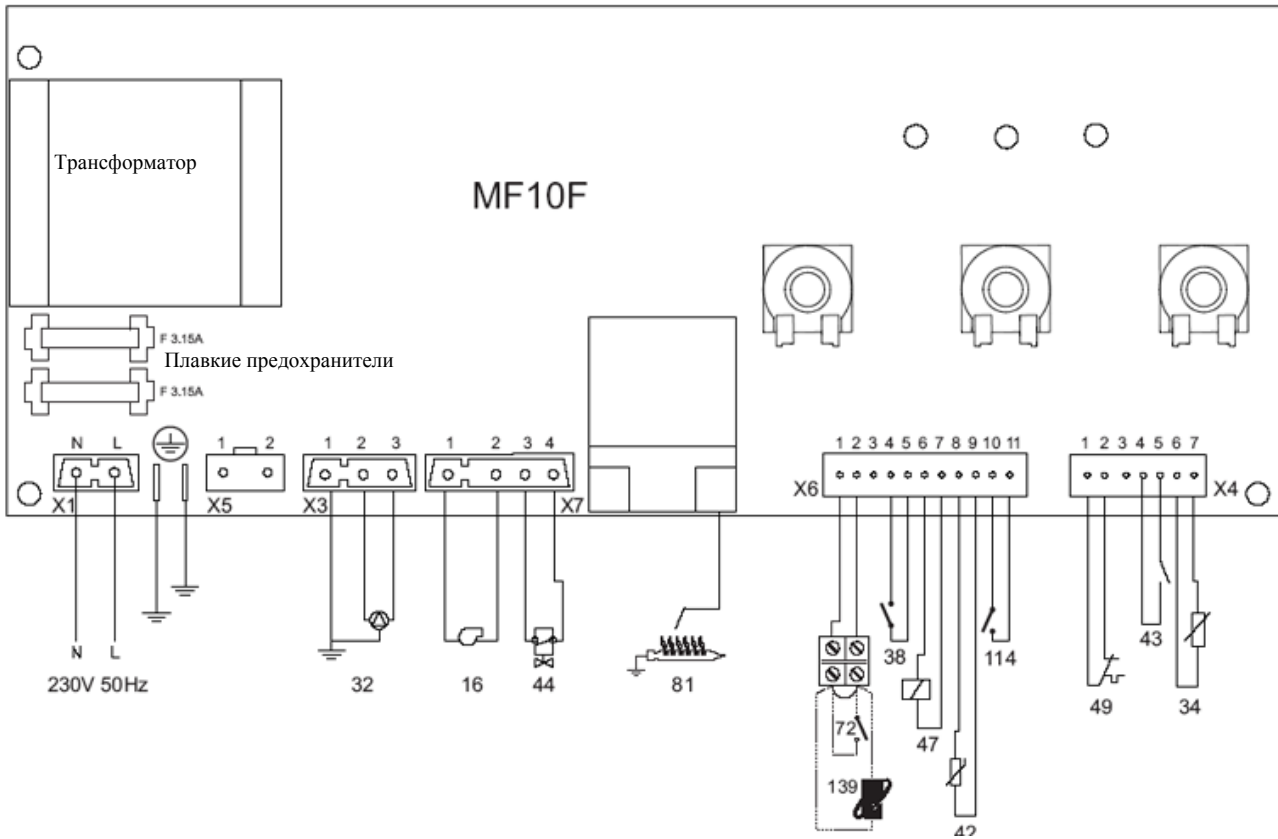 Трансформатор
MF10F
F 3.15A
Плавкие предохранители
F 3.15A
N L
1 2
1 2 3
1 2 3 4
1 2 3 4 5 6 7 8 9 10 11
1 2 3 4 5 6 7
X1
X5
X3
X7
X6
X4
N L
230V 50Hz
32
16
44
81
38
114
43
49
34
72
47
139
42